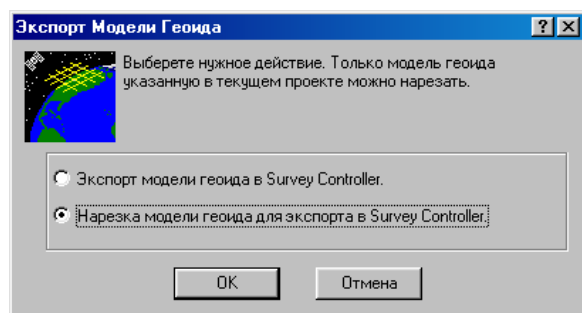 Экспорт Модели Геоида
Выберете нужное действие. Только модель геоида
указанную в текущем проекте можно нарезать.
Экспорт модели геоида в Survey Controller.
Нарезка модели геоида для экспорта в Survey Controller.
OK
Отмена